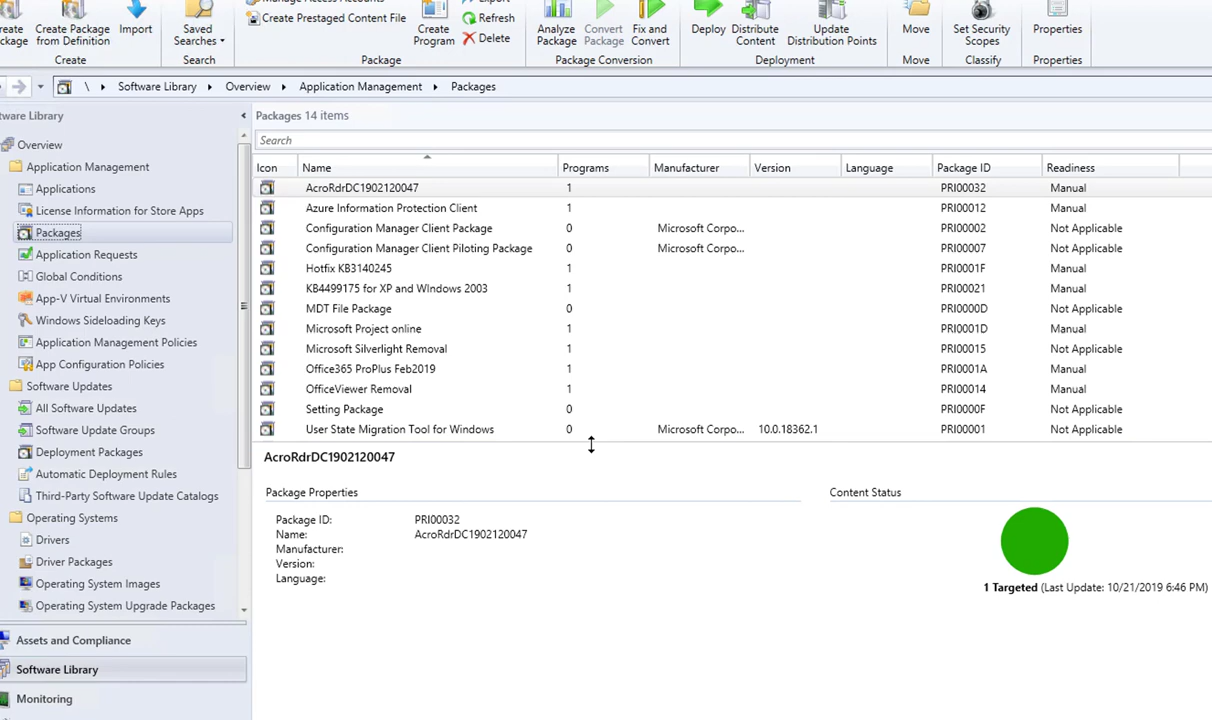 Manage Access Accounts Export
Create Prestaged Content File
Refresh
Delete
Create Package from Definition
Import
Saved Searches
Create Program
Analyze Package
Convert Package
Fix and Convert
Deploy
Distribute Content
Update Distribution Points
Move
Set Security Scopes
Properties
Create Search Package Package Conversion Deployment Move Classify Properties
\ Software Library Overview Application Management Packages
Packages 14 items
Search
Icon Name Programs Manufacturer Version Language Package ID Readiness
AcroRdrDC1902120047 1 PRI00032 Manual
Azure Information Protection Client 1 PRI00012 Manual
Configuration Manager Client Package 0 Microsoft Corpo... PRI00002 Not Applicable
Configuration Manager Client Piloting Package 0 Microsoft Corpo... PRI00007 Not Applicable
Hotfix KB3140245 1 PRI0001F Manual
KB4499175 for XP and WIndows 2003 1 PRI00021 Manual
MDT File Package 0 PRI0000D Not Applicable
Microsoft Project online 1 PRI0001D Manual
Microsoft Silverlight Removal 1 PRI00015 Not Applicable
Office365 ProPlus Feb2019 1 PRI0001A Manual
OfficeViewer Removal 1 PRI00014 Manual
Setting Package 0 PRI0000F Not Applicable
User State Migration Tool for Windows 0 Microsoft Corpo... 10.0.18362.1 PRI00001 Not Applicable
tware Library
Overview
Application Management
Applications
License Information for Store Apps
Packages
Application Requests
Global Conditions
App-V Virtual Environments
Windows Sideloading Keys
Application Management Policies
App Configuration Policies
Software Updates
All Software Updates
Software Update Groups
Deployment Packages
Automatic Deployment Rules
Third-Party Software Update Catalogs
Operating Systems
Drivers
Driver Packages
Operating System Images
Operating System Upgrade Packages
Assets and Compliance
Software Library
Monitoring
AcroRdrDC1902120047
Package Properties
Package ID: PRI00032
Name: AcroRdrDC1902120047
Manufacturer:
Version:
Language:
Content Status
1 Targeted (Last Update: 10/21/2019 6:46 PM)